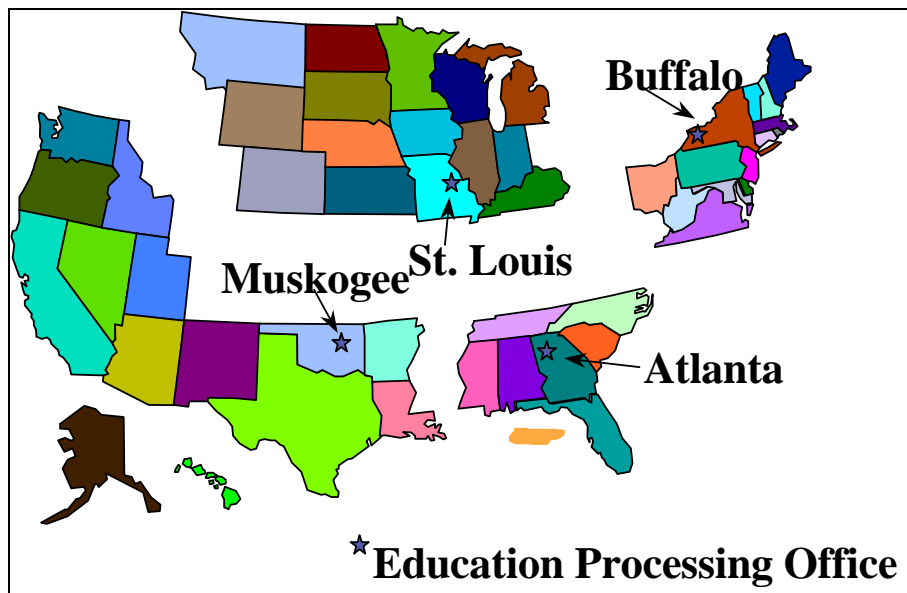 Buffalo
St. Louis
Muskogee
Atlanta
Education Processing Office